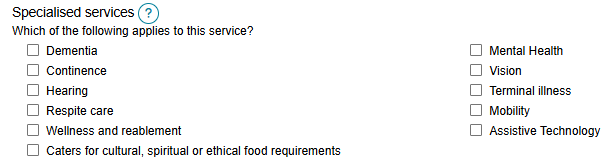 Specialised services ?
Which of the following applies to this service?
Dementia
Mental Health
Continence
Vision
Hearing
Terminal illness
Respite care
Mobility
Wellness and reablement
Assistive Technology
Caters for cultural, spiritual or ethical food requirements